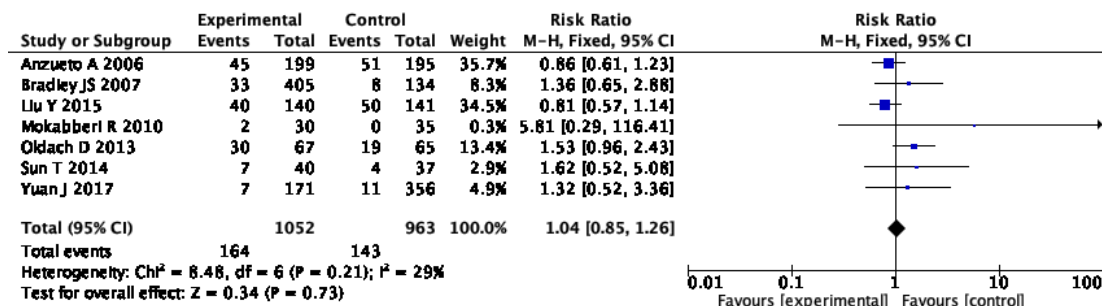 Experimental Control Risk Ratio Risk Ratio
Study or Subgroup Events Total Events Total Weight M-H, Fixed, 95% CI M-H, Fixed, 95% CI
Anzueto A 2006 45 199 51 195 35.7% 0.86 [0.61, 1.23]
Bradley JS 2007 33 405 8 134 8.3% 1.36 [0.65, 2.88]
Liu Y 2015 40 140 50 141 34.5% 0.81 [0.57, 1.14]
Mokabberi R 2010 2 30 0 35 0.3% 5.81 [0.29, 116.41]
Oldach D 2013 30 67 19 65 13.4% 1.53 [0.96, 2.43]
Sun T 2014 7 40 4 37 2.9% 1.62 [0.52, 5.08]
Yuan J 2017 7 171 11 356 4.9% 1.32 [0.52, 3.36]
Total (95% CI) 1052 963 100.0% 1.04 [0.85, 1.26]
Total events 164 143
Heterogeneity: Chi² = 8.48, df = 6 (P = 0.21); I² = 29%
Test for overall effect: Z = 0.34 (P = 0.73)
0.01 0.1 1 10 100
Favours [experimental] Favours [control]